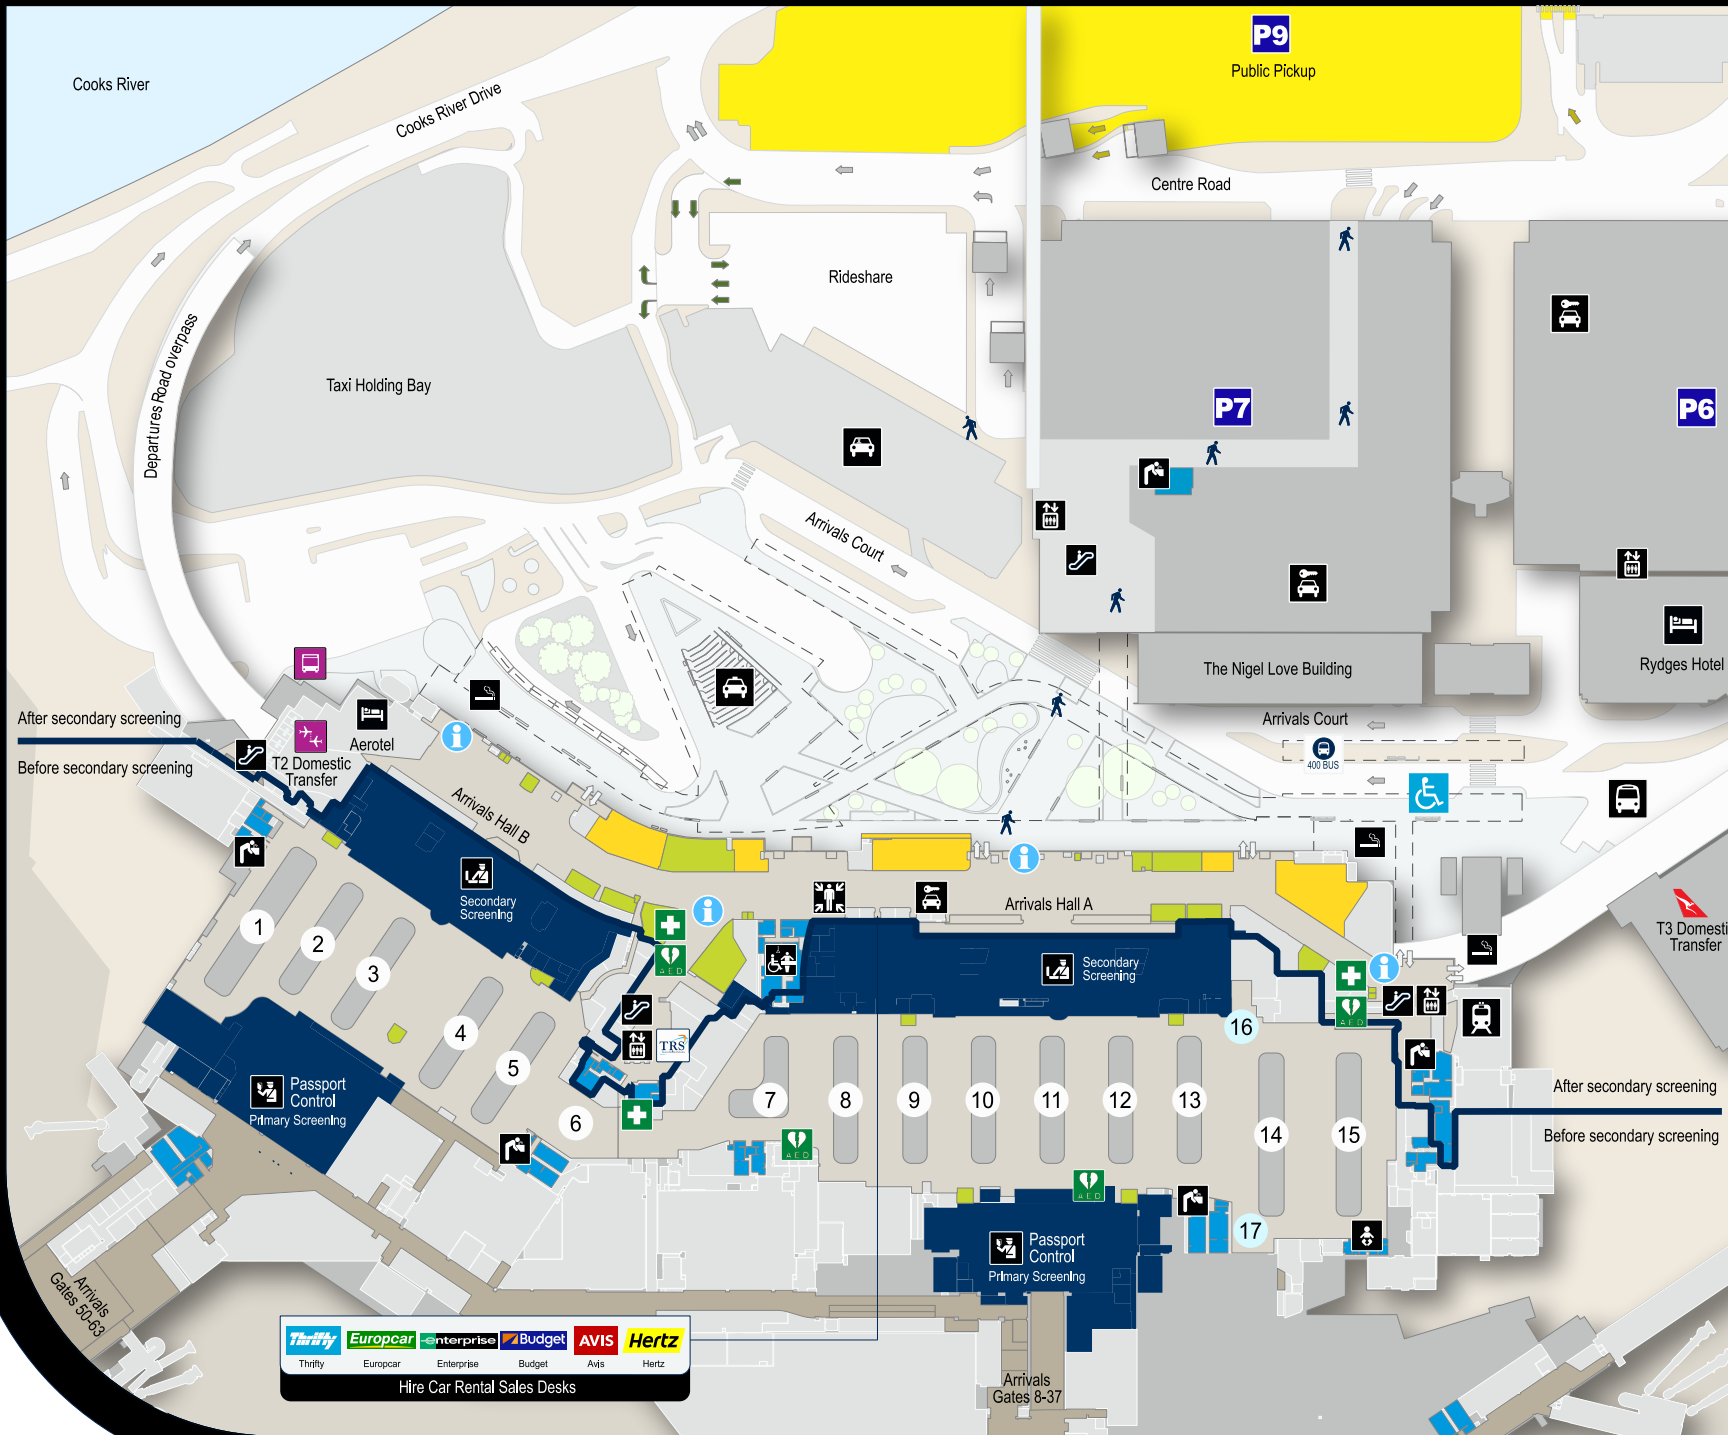 P9
Public Pickup
Cooks River
Cooks River Drive
Centre Road
Rideshare
Departures Road overpass
Taxi Holding Bay
P7
P6
Arrivals Court
The Nigel Love Building
Rydges Hotel
After secondary screening
Before secondary screening
Aerotel
T2 Domestic
Transfer
Arrivals Court
400 BUS
Arrivals Hall B
Secondary
Screening
Arrivals Hall A
T3 Domesti
Transfer
1
2
3
4
5
6
AED
TRS
Secondary
Screening
16
AED
Passport
Control
Primary Screening
7
8
9
10
11
12
13
14
15
AED
AED
After secondary screening
Before secondary screening
17
Passport
Control
Primary Screening
Arrivals
Gates 50-63
Arrivals
Gates 8-37
Thrifty Europcar enterprise Budget AVIS Hertz
Thrifty Europcar Enterprise Budget Avis Hertz
Hire Car Rental Sales Desks